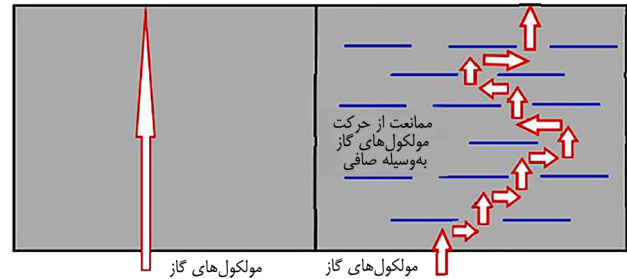 ممانعت از حرکت
مولکول‌های گاز
به‌وسیله صافی
مولکول‌های گاز
مولکول‌های گاز